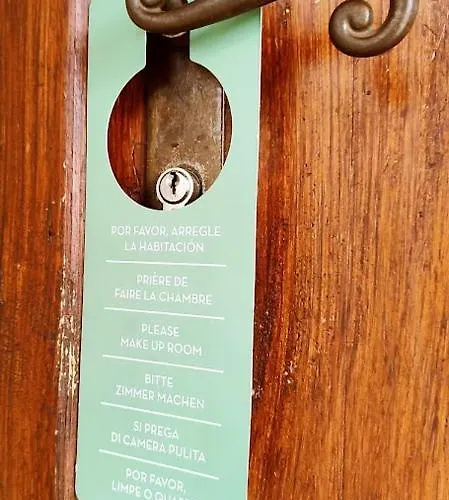 POR FAVOR, ARREGLE
LA HABITACIÓN
PRIÈRE DE
FAIRE LA CHAMBRE
PLEASE
MAKE UP ROOM
BITTE
ZIMMER MACHEN
SI PREGA
DI CAMERA PULITA
POR FAVOR,
LIMPE O